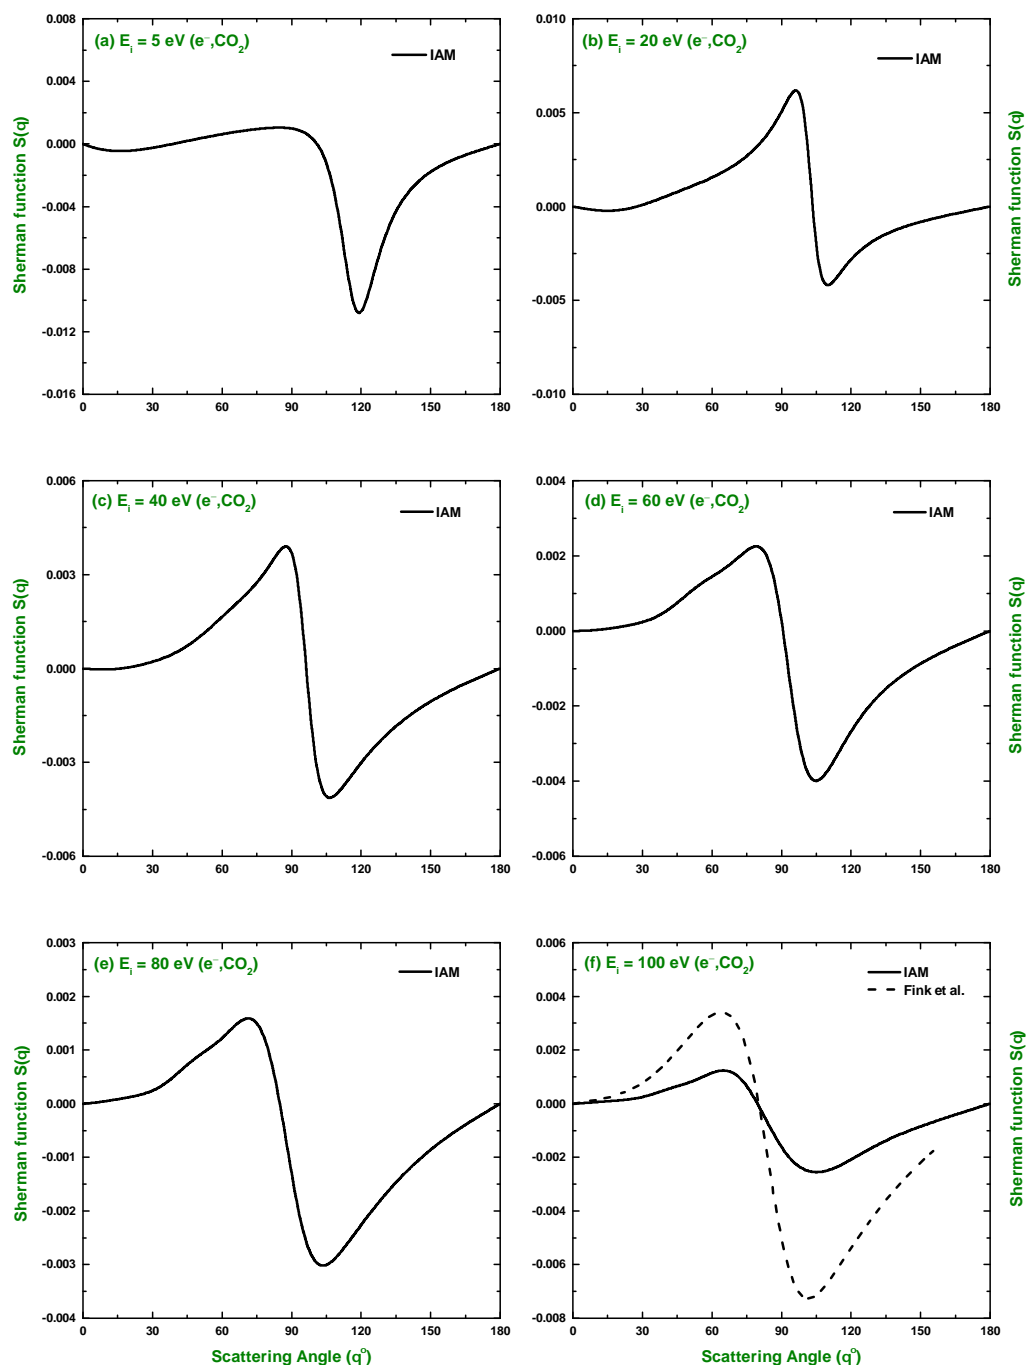 (a) E_i = 5 eV (e⁻,CO₂)
IAM
0.008
0.004
0.000
-0.004
-0.008
-0.012
-0.016
0 30 60 90 120 150 180
Sherman function S(q)
(b) E_i = 20 eV (e⁻,CO₂)
IAM
0.010
0.005
0.000
-0.005
-0.010
0 30 60 90 120 150 180
Sherman function S(q)
(c) E_i = 40 eV (e⁻,CO₂)
IAM
0.006
0.003
0.000
-0.003
-0.006
0 30 60 90 120 150 180
Sherman function S(q)
(d) E_i = 60 eV (e⁻,CO₂)
IAM
0.004
0.002
0.000
-0.002
-0.004
-0.006
0 30 60 90 120 150 180
Sherman function S(q)
(e) E_i = 80 eV (e⁻,CO₂)
IAM
0.003
0.002
0.001
0.000
-0.001
-0.002
-0.003
-0.004
0 30 60 90 120 150 180
Sherman function S(q)
Scattering Angle (q°)
(f) E_i = 100 eV (e⁻,CO₂)
IAM
Fink et al.
0.006
0.004
0.002
0.000
-0.002
-0.004
-0.006
-0.008
0 30 60 90 120 150 180
Sherman function S(q)
Scattering Angle (q°)